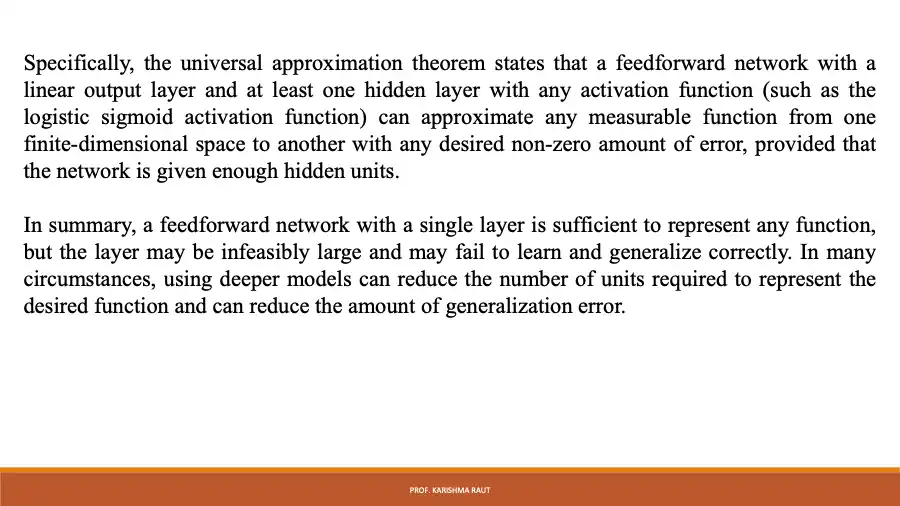 Specifically, the universal approximation theorem states that a feedforward network with a
linear output layer and at least one hidden layer with any activation function (such as the
logistic sigmoid activation function) can approximate any measurable function from one
finite-dimensional space to another with any desired non-zero amount of error, provided that
the network is given enough hidden units.
In summary, a feedforward network with a single layer is sufficient to represent any function,
but the layer may be infeasibly large and may fail to learn and generalize correctly. In many
circumstances, using deeper models can reduce the number of units required to represent the
desired function and can reduce the amount of generalization error.
PROF. KARISHMA RAUT